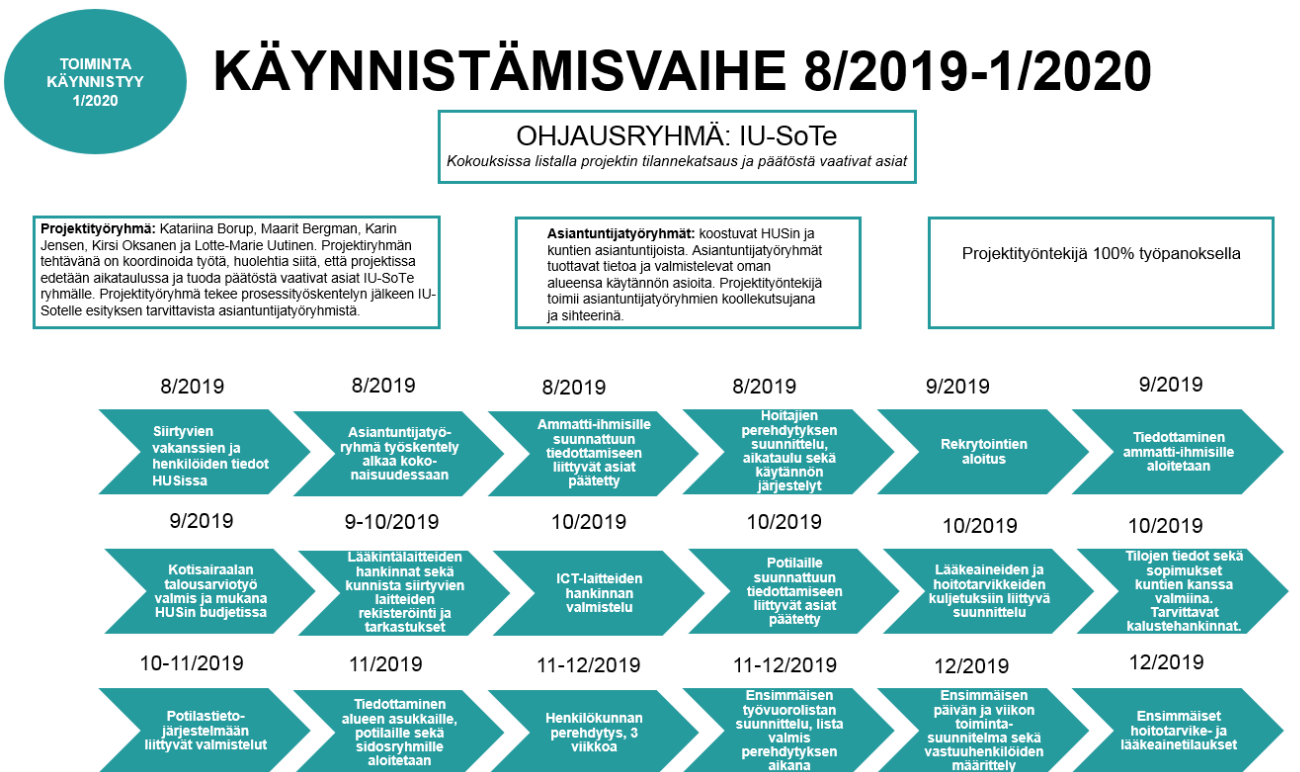 TOIMINTA
KÄYNNISTYY
1/2020
KÄYNNISTÄMISVAIHE 8/2019-1/2020
OHJAUSRYHMÄ: IU-SoTe
Kokouksissa listalla projektin tilannekatsaus ja päätöstä vaativat asiat
Projektityöryhmä: Katariina Borup, Maarit Bergman, Karin
Jensen, Kirsi Oksanen ja Lotte-Marie Uutinen. Projektiryhmän
tehtävänä on koordinoida työtä, huolehtia siitä, että projektissa
edetään aikataulussa ja tuoda päätöstä vaativat asiat IU-SoTe
ryhmälle. Projektityöryhmä tekee prosessityöskentelyn jälkeen IU-
Sotelle esityksen tarvittavista asiantuntijatyöryhmistä.
Asiantuntijatyöryhmät: koostuvat HUSin ja
kuntien asiantuntijoista. Asiantuntijatyöryhmät
tuottavat tietoa ja valmistelevat oman
alueensa käytännön asioita. Projektityöntekijä
toimii asiantuntijatyöryhmien koollekutsujana
ja sihteerinä.
Projektityöntekijä 100% työpanoksella
8/2019
Siirtyvien
vakanssien ja
henkilöiden tiedot
HUSissa
8/2019
Asiantuntijatyö-
ryhmä työskentely
alkaa koko-
naisuudessaan
8/2019
Ammatti-ihmisille
suunnattuun
tiedottamiseen
liittyvät asiat
päätetty
8/2019
Hoitajien
perehdytyksen
suunnittelu,
aikataulu sekä
käytännön
järjestelyt
9/2019
Rekrytointien
aloitus
9/2019
Tiedottaminen
ammatti-ihmisille
aloitetaan
9/2019
Kotisairaalan
talousarviotyö
valmis ja mukana
HUSin budjetissa
9-10/2019
Lääkintälaitteiden
hankinnat sekä
kunnista siirtyvien
laitteiden
rekisteröinti ja
tarkastukset
10/2019
ICT-laitteiden
hankinnan
valmistelu
10/2019
Potilaille
suunnattuun
tiedottamiseen
liittyvät asiat
päätetty
10/2019
Lääkeaineiden ja
hoitotarvikkeiden
kuljetuksiin liittyvä
suunnittelu
10/2019
Tilojen tiedot sekä
sopimukset
kuntien kanssa
valmiina.
Tarvittavat
kalustehankinnat.
10-11/2019
Potilastieto-
järjestelmään
liittyvät valmistelut
11/2019
Tiedottaminen
alueen asukkaille,
potilaille sekä
sidosryhmille
aloitetaan
11-12/2019
Henkilökunnan
perehdytys, 3
viikkoa
11-12/2019
Ensimmäisen
työvuorolistan
suunnittelu, lista
valmis
perehdytyksen
aikana
12/2019
Ensimmäisen
päivän ja viikon
toiminta-
suunnitelma sekä
vastuuhenkilöiden
määrittely
12/2019
Ensimmäiset
hoitotarvike- ja
lääkeainetilaukset